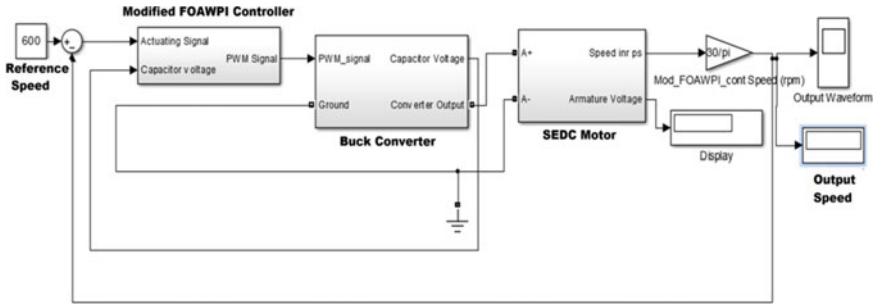 Modified FOAWPI Controller
600
+
-
Reference
Speed
Actuating Signal
PWM Signal
Capacitor voltage
PWM_signal
Capacitor Voltage
Ground
Converter Output
Buck Converter
A+
Speed inr ps
A-
Armature Voltage
SEDC Motor
30/pi
Mod_FOAWPI_cont Speed (rpm)
Output Waveform
Display
Output
Speed